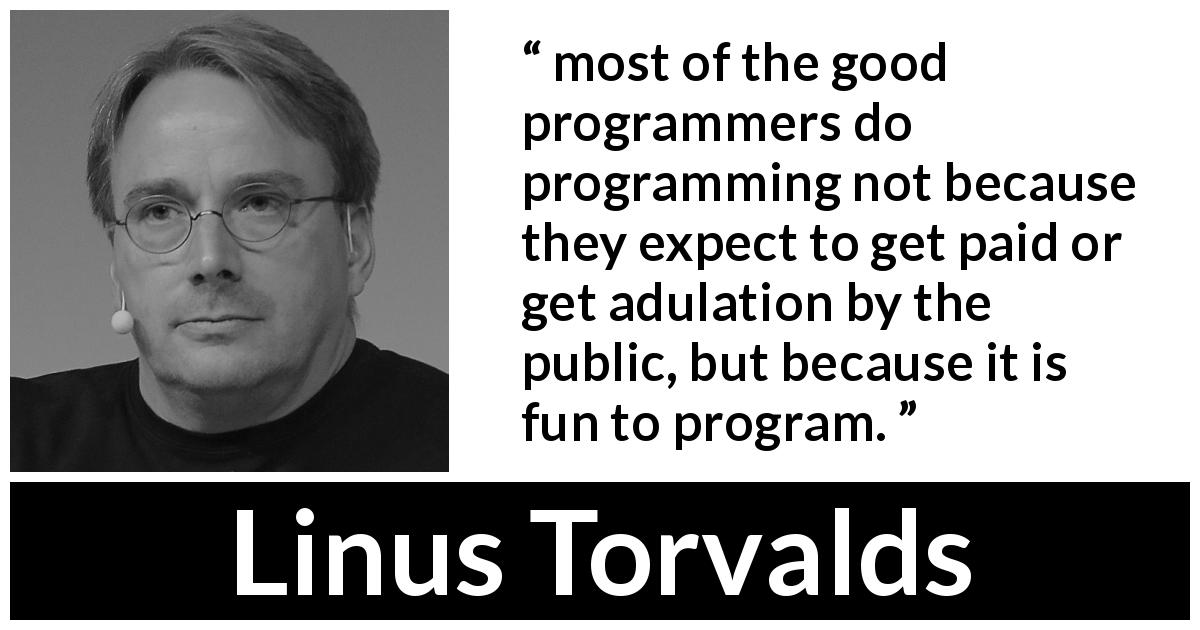 “ most of the good
programmers do
programming not because
they expect to get paid or
get adulation by the
public, but because it is
fun to program. ”
Linus Torvalds